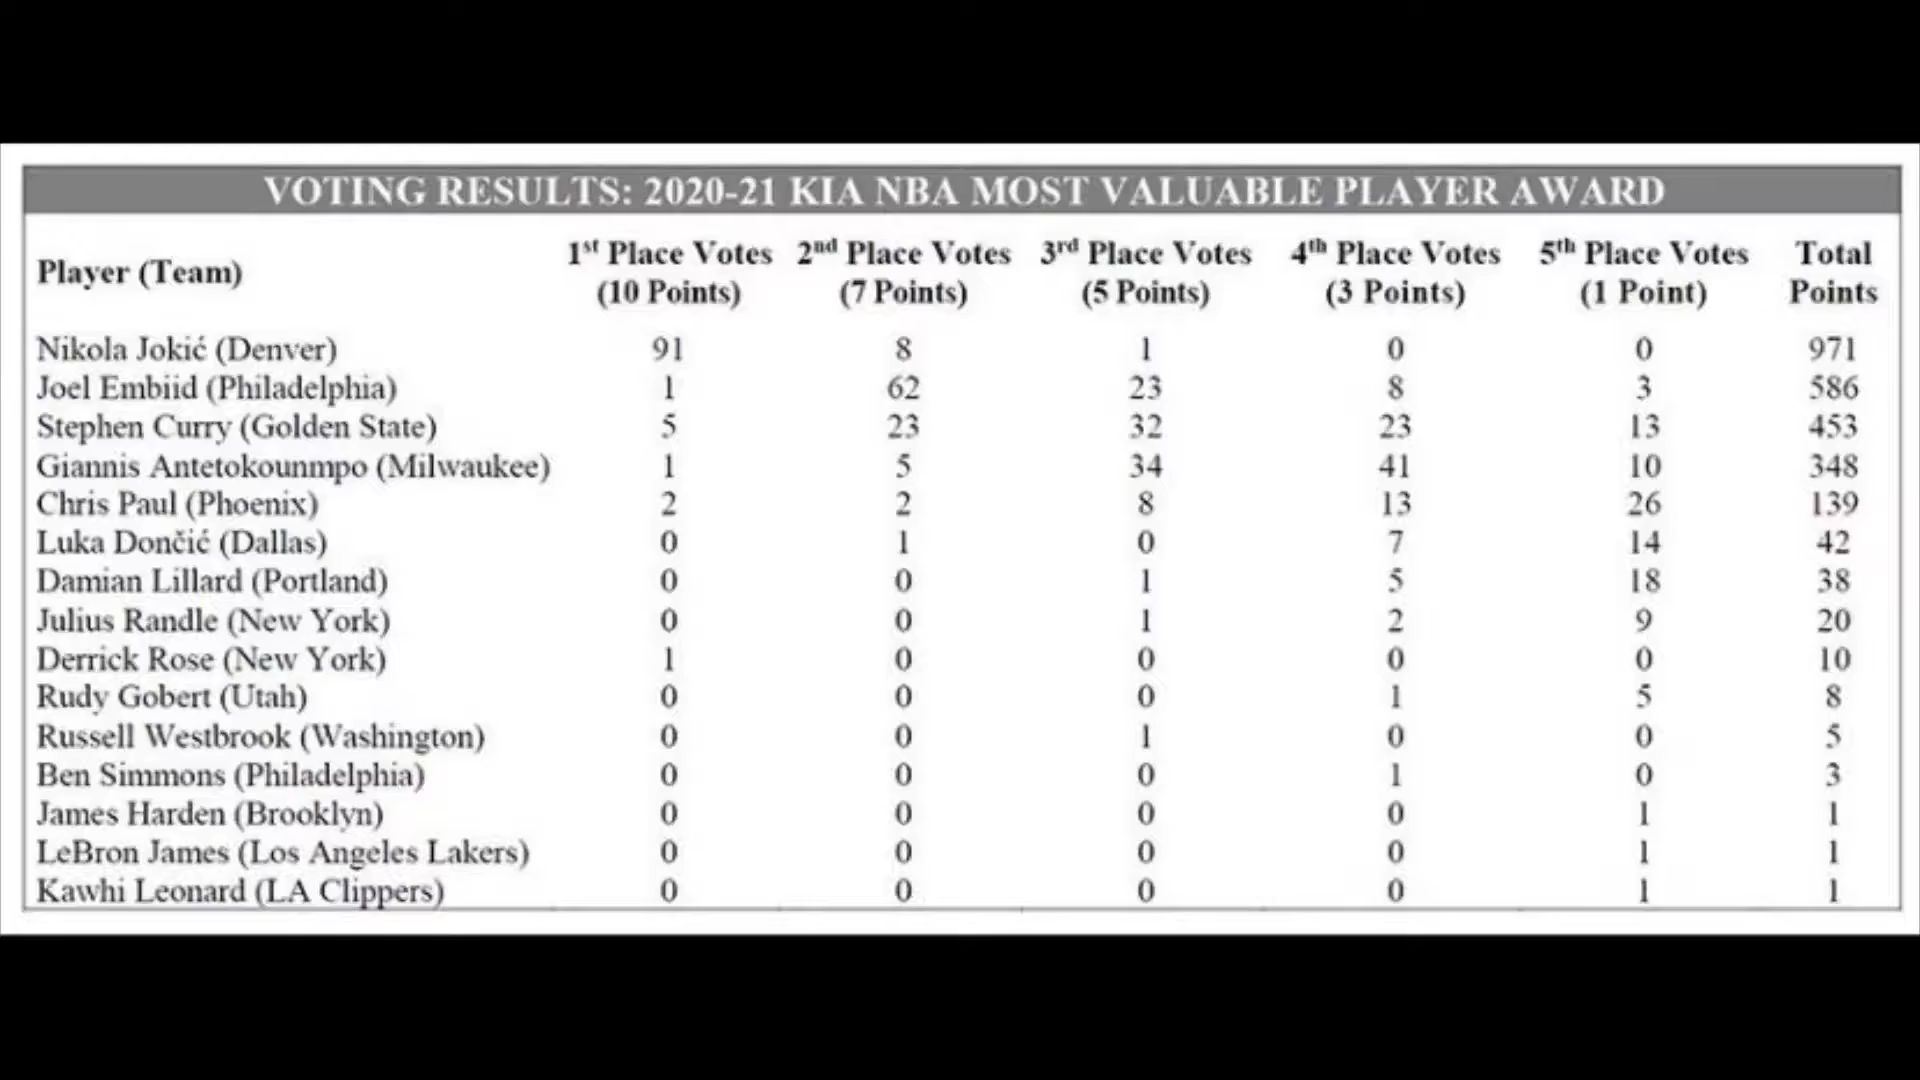 VOTING RESULTS: 2020-21 KIA NBA MOST VALUABLE PLAYER AWARD
Player (Team) 1st Place Votes (10 Points) 2nd Place Votes (7 Points) 3rd Place Votes (5 Points) 4th Place Votes (3 Points) 5th Place Votes (1 Point) Total Points
Nikola Jokić (Denver) 91 8 1 0 0 971
Joel Embiid (Philadelphia) 1 62 23 8 3 586
Stephen Curry (Golden State) 5 23 32 23 13 453
Giannis Antetokounmpo (Milwaukee) 1 5 34 41 10 348
Chris Paul (Phoenix) 2 2 8 13 26 139
Luka Dončić (Dallas) 0 1 0 7 14 42
Damian Lillard (Portland) 0 0 1 5 18 38
Julius Randle (New York) 0 0 1 2 9 20
Derrick Rose (New York) 1 0 0 0 0 10
Rudy Gobert (Utah) 0 0 0 1 5 8
Russell Westbrook (Washington) 0 0 1 0 0 5
Ben Simmons (Philadelphia) 0 0 0 1 0 3
James Harden (Brooklyn) 0 0 0 0 1 1
LeBron James (Los Angeles Lakers) 0 0 0 0 1 1
Kawhi Leonard (LA Clippers) 0 0 0 0 1 1